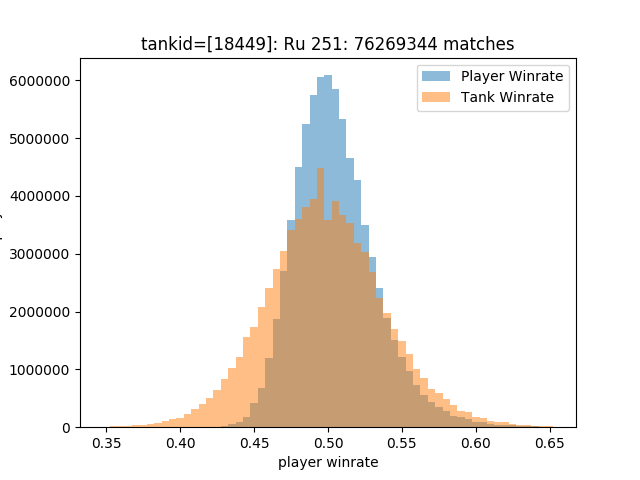 tankid=[18449]: Ru 251: 76269344 matches
Player Winrate
Tank Winrate
6000000
5000000
4000000
3000000
2000000
1000000
0
0.35 0.40 0.45 0.50 0.55 0.60 0.65
player winrate